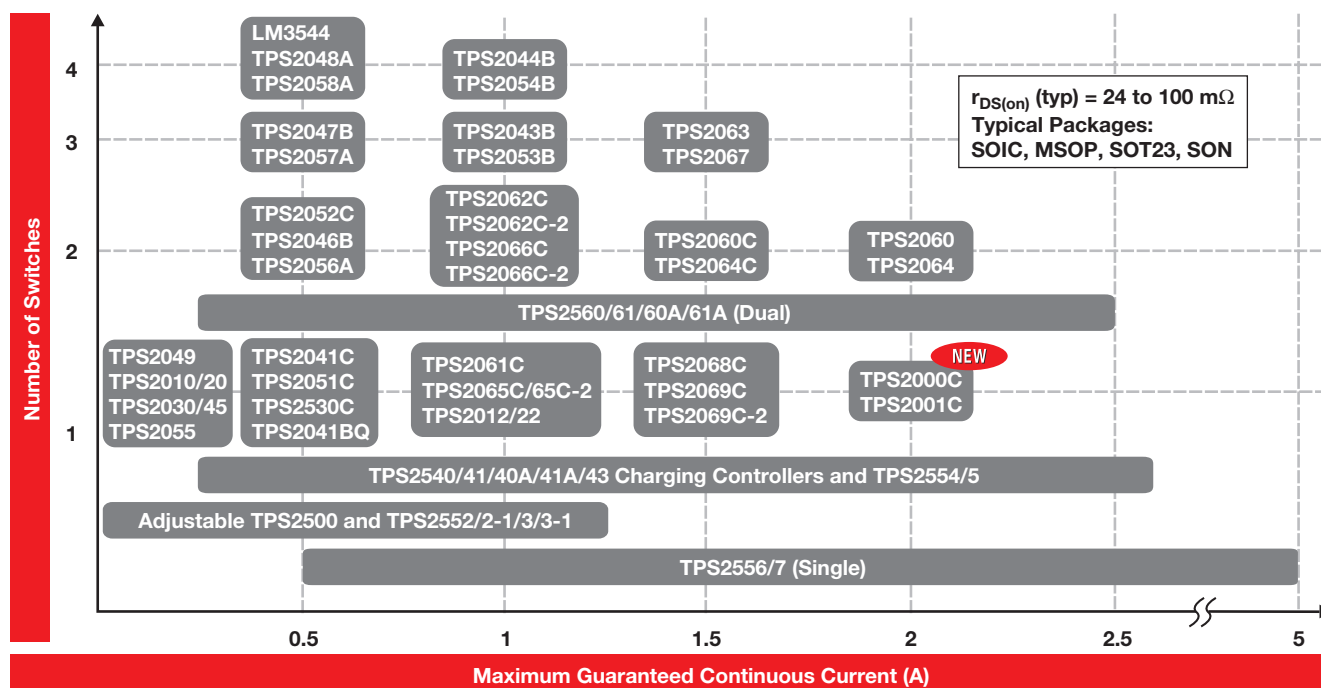 Number of Switches
4
3
2
1
LM3544
TPS2048A
TPS2058A
TPS2044B
TPS2054B
rDS(on) (typ) = 24 to 100 mΩ
Typical Packages:
SOIC, MSOP, SOT23, SON
TPS2047B
TPS2057A
TPS2043B
TPS2053B
TPS2063
TPS2067
TPS2052C
TPS2046B
TPS2056A
TPS2062C
TPS2062C-2
TPS2066C
TPS2066C-2
TPS2060C
TPS2064C
TPS2060
TPS2064
TPS2560/61/60A/61A (Dual)
TPS2049
TPS2010/20
TPS2030/45
TPS2055
TPS2041C
TPS2051C
TPS2530C
TPS2041BQ
TPS2061C
TPS2065C/65C-2
TPS2012/22
TPS2068C
TPS2069C
TPS2069C-2
NEW
TPS2000C
TPS2001C
TPS2540/41/40A/41A/43 Charging Controllers and TPS2554/5
Adjustable TPS2500 and TPS2552/2-1/3/3-1
TPS2556/7 (Single)
0.5
1
1.5
2
2.5
5
Maximum Guaranteed Continuous Current (A)